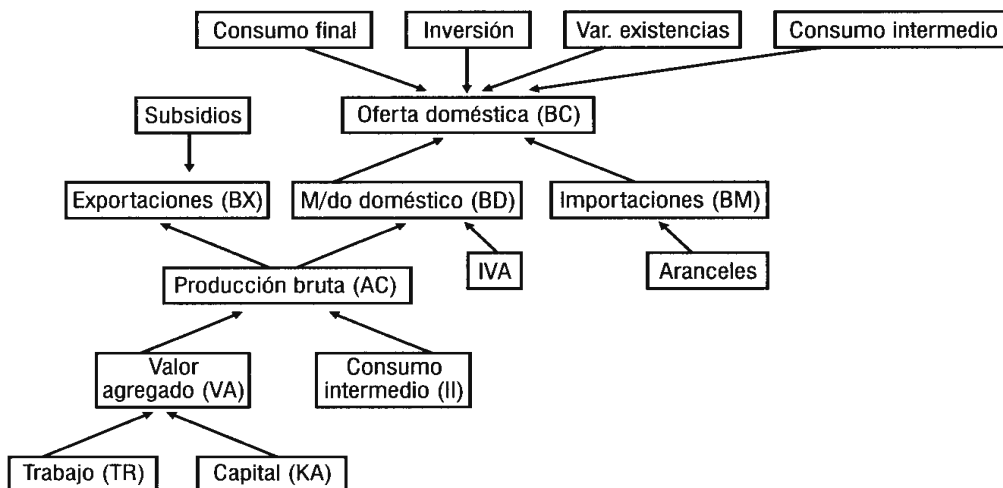 Consumo final
Inversión
Var. existencias
Consumo intermedio
Subsidios
Oferta doméstica (BC)
Exportaciones (BX)
M/do doméstico (BD)
Importaciones (BM)
IVA
Aranceles
Producción bruta (AC)
Valor
agregado (VA)
Consumo
intermedio (II)
Trabajo (TR)
Capital (KA)